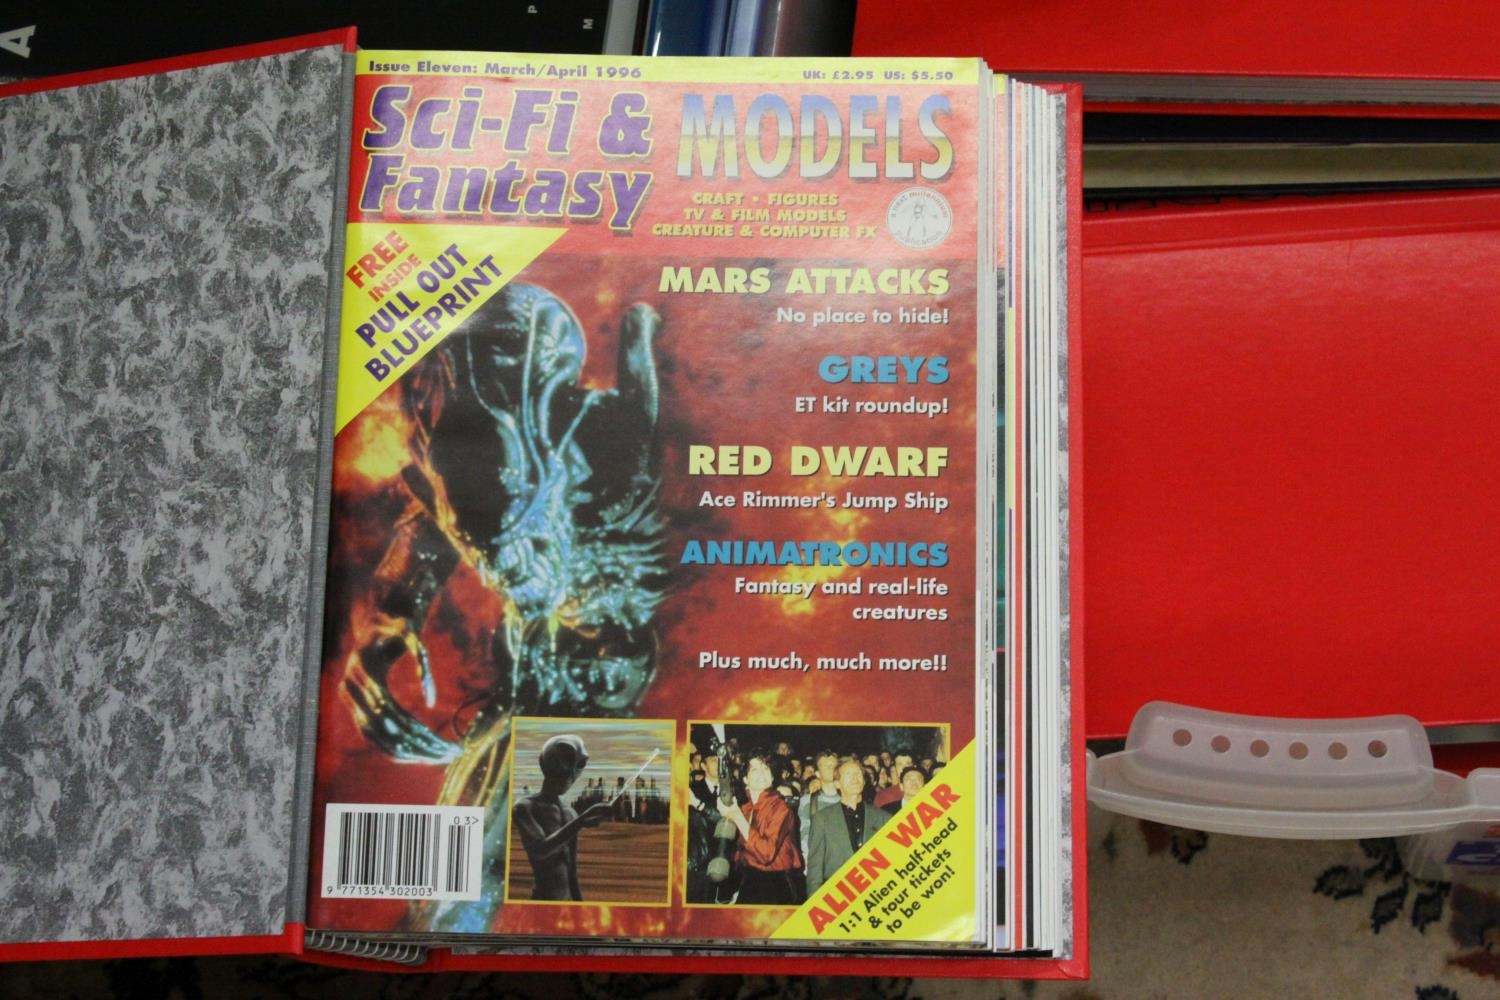 A
P
M
Issue Eleven: March/April 1996
UK: £2.95 US: $5.50
Sci-Fi &
Fantasy
MODELS
CRAFT • FIGURES
TV & FILM MODELS
CREATURE & COMPUTER FX
a next millennium
publication
FREE
INSIDE
PULL OUT
BLUEPRINT
MARS ATTACKS
No place to hide!
GREYS
ET kit roundup!
RED DWARF
Ace Rimmer's Jump Ship
ANIMATRONICS
Fantasy and real-life
creatures
Plus much, much more!!
ALIEN WAR
1:1 Alien half-head
& tour tickets
to be won!
03>
9 771354 302003